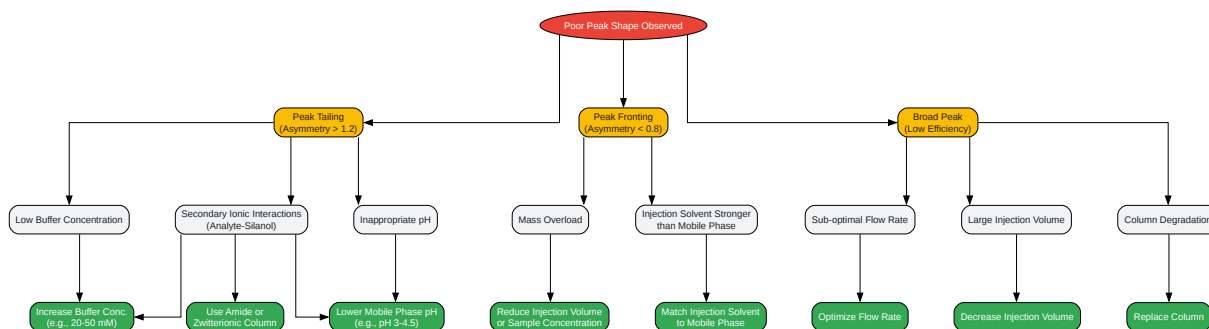 Poor Peak Shape Observed
Peak Tailing
(Asymmetry > 1.2)
Peak Fronting
(Asymmetry < 0.8)
Broad Peak
(Low Efficiency)
Low Buffer Concentration
Secondary Ionic Interactions
(Analyte-Silanol)
Inappropriate pH
Mass Overload
Injection Solvent Stronger
than Mobile Phase
Sub-optimal Flow Rate
Large Injection Volume
Column Degradation
Increase Buffer Conc.
(e.g., 20-50 mM)
Use Amide or
Zwitterionic Column
Lower Mobile Phase pH
(e.g., pH 3-4.5)
Reduce Injection Volume
or Sample Concentration
Match Injection Solvent
to Mobile Phase
Optimize Flow Rate
Decrease Injection Volume
Replace Column